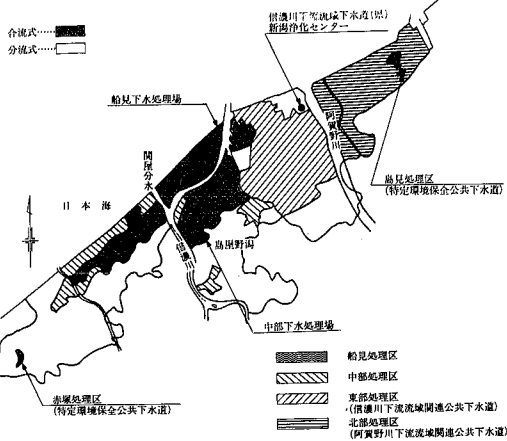 合流式……
分流式……
信濃川下流流域下水道(県)
新潟浄化センター
船見下水処理場
阿賀野川
関屋分水
日本海
島見処理区
(特定環境保全公共下水道)
信濃川
鳥屋野潟
中部下水処理場
赤塚処理区
(特定環境保全公共下水道)
船見処理区
中部処理区
東部処理区
(信濃川下流流域関連公共下水道)
北部処理区
(阿賀野川下流流域関連公共下水道)